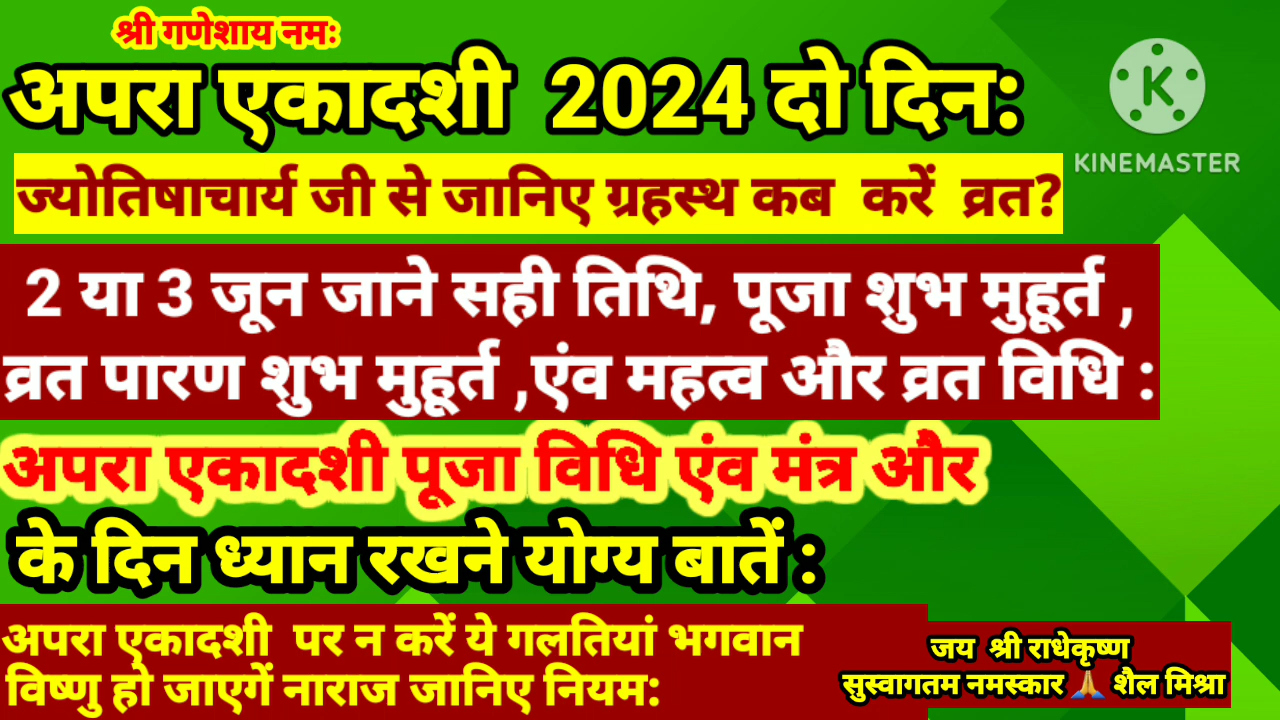 श्री गणेशाय नमः
अपरा एकादशी 2024 दो दिन:
K
KINEMASTER
ज्योतिषाचार्य जी से जानिए ग्रहस्थ कब करें व्रत?
2 या 3 जून जाने सही तिथि, पूजा शुभ मुहूर्त ,
व्रत पारण शुभ मुहूर्त ,एंव महत्व और व्रत विधि :
अपरा एकादशी पूजा विधि एंव मंत्र और
के दिन ध्यान रखने योग्य बातें :
अपरा एकादशी पर न करें ये गलतियां भगवान
विष्णु हो जाएगें नाराज जानिए नियम:
जय श्री राधेकृष्ण
सुस्वागतम नमस्कार 🙏 शैल मिश्रा